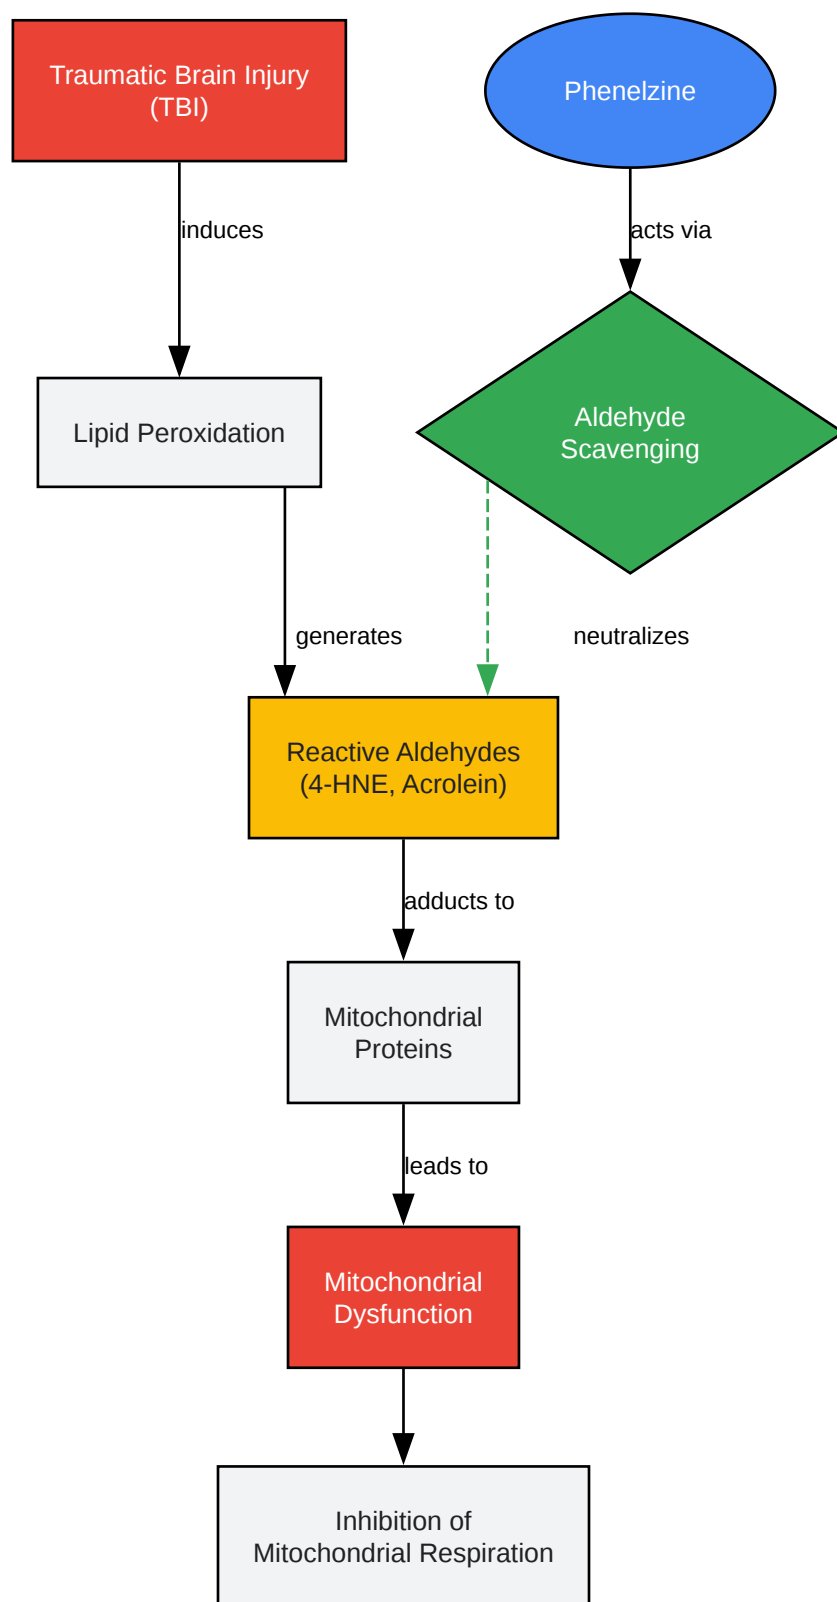 Traumatic Brain Injury
(TBI)
Phenelzine
induces
acts via
Lipid Peroxidation
Aldehyde
Scavenging
generates
neutralizes
Reactive Aldehydes
(4-HNE, Acrolein)
adducts to
Mitochondrial
Proteins
leads to
Mitochondrial
Dysfunction
Inhibition of
Mitochondrial Respiration